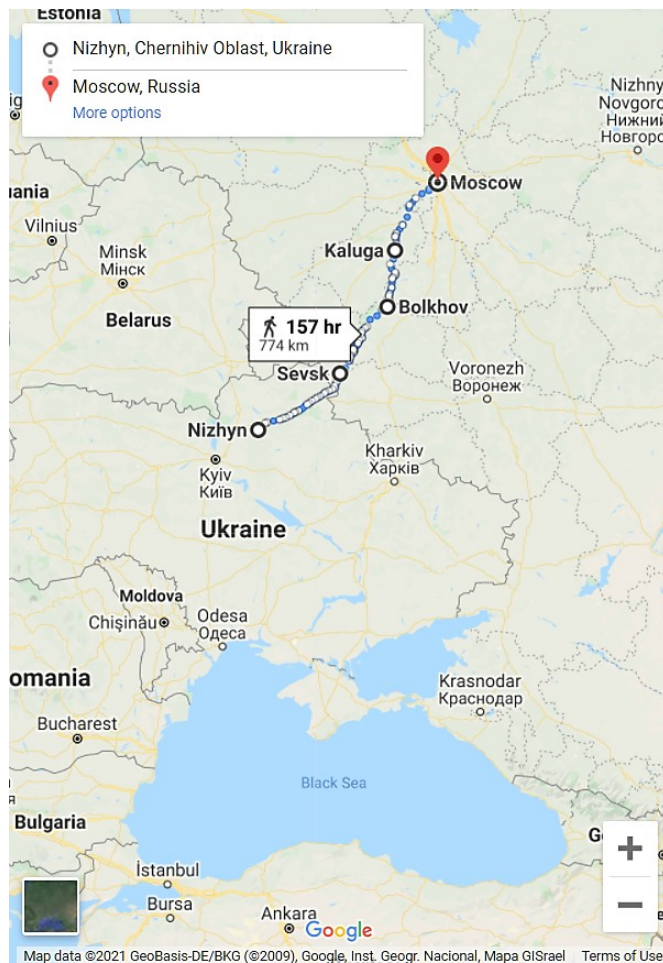 Estonia
Nizhyn, Chernihiv Oblast, Ukraine
Moscow, Russia
More options
Nizhny
Novgoro
Нижний
Новгоро
Moscow
uania
Vilnius
Kaluga
Minsk
Мінск
Bolkhov
Belarus
157 hr
774 km
Sevsk
Voronezh
Воронеж
Nizhyn
Kharkiv
Харків
Kyiv
Київ
Ukraine
Moldova
Chișinău
Odesa
Одеса
omania
Krasnodar
Краснодар
Bucharest
Black Sea
Bulgaria
G
İstanbul
Bursa
Ankara
Google
Map data ©2021 GeoBasis-DE/BKG (©2009), Google, Inst. Geogr. Nacional, Mapa GISrael Terms of Use